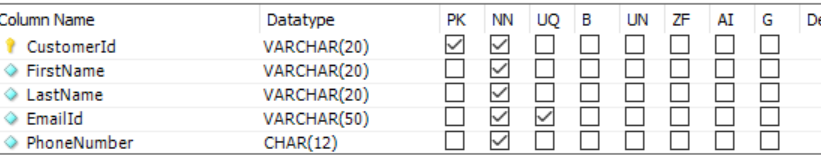 Column Name Datatype PK NN UQ B UN ZF AI G De
CustomerId VARCHAR(20)
FirstName VARCHAR(20)
LastName VARCHAR(20)
EmailId VARCHAR(50)
PhoneNumber CHAR(12)